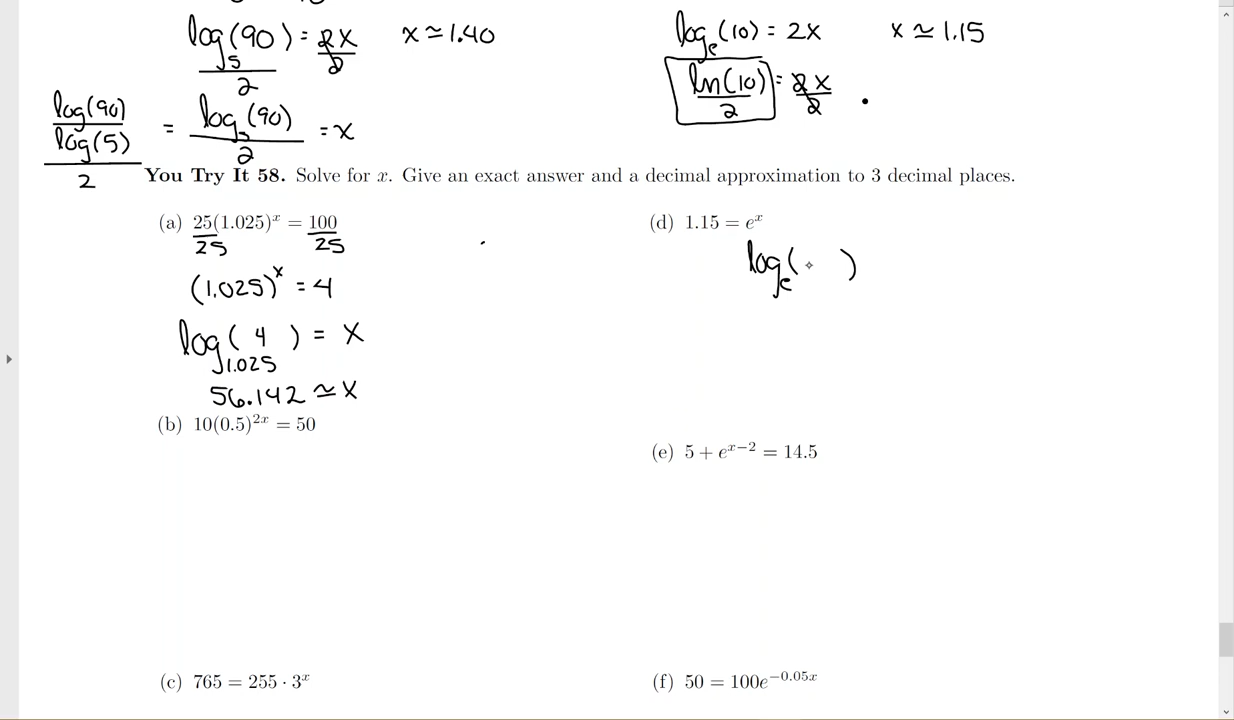 log_5(90) = 2x/2 x ≃ 1.40
2
log(90)/log(5) = log_5(90)/2 = x
2
log_e(10) = 2x x ≃ 1.15
ln(10)/2 = 2x/2 .
You Try It 58. Solve for x. Give an exact answer and a decimal approximation to 3 decimal places.
(a) 25(1.025)^x = 100
25 25
(1.025)^x = 4
log_1.025( 4 ) = x
56.142 ≃ x
(b) 10(0.5)^{2x} = 50
(c) 765 = 255 · 3^x
(d) 1.15 = e^x
log_e( )
(e) 5 + e^{x−2} = 14.5
(f) 50 = 100e^{−0.05x}